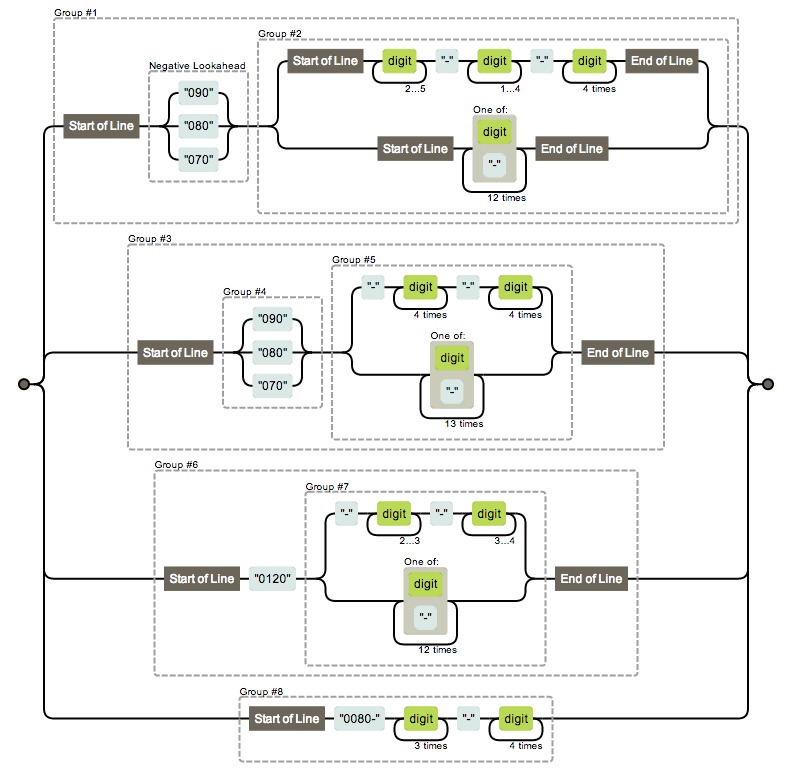 Group #1
Group #2
Start of Line
digit
"-"
digit
"-"
digit
End of Line
2...5
1...4
4 times
Negative Lookahead
"090"
One of:
Start of Line
"080"
digit
Start of Line
End of Line
"070"
"-"
12 times
Group #3
Group #5
"-"
digit
"-"
digit
Group #4
4 times
4 times
"090"
One of:
Start of Line
"080"
digit
End of Line
"070"
"-"
13 times
Group #6
Group #7
"-"
digit
"-"
digit
2...3
3...4
One of:
Start of Line
"0120"
digit
End of Line
"-"
12 times
Group #8
Start of Line
"0080-"
digit
"-"
digit
3 times
4 times